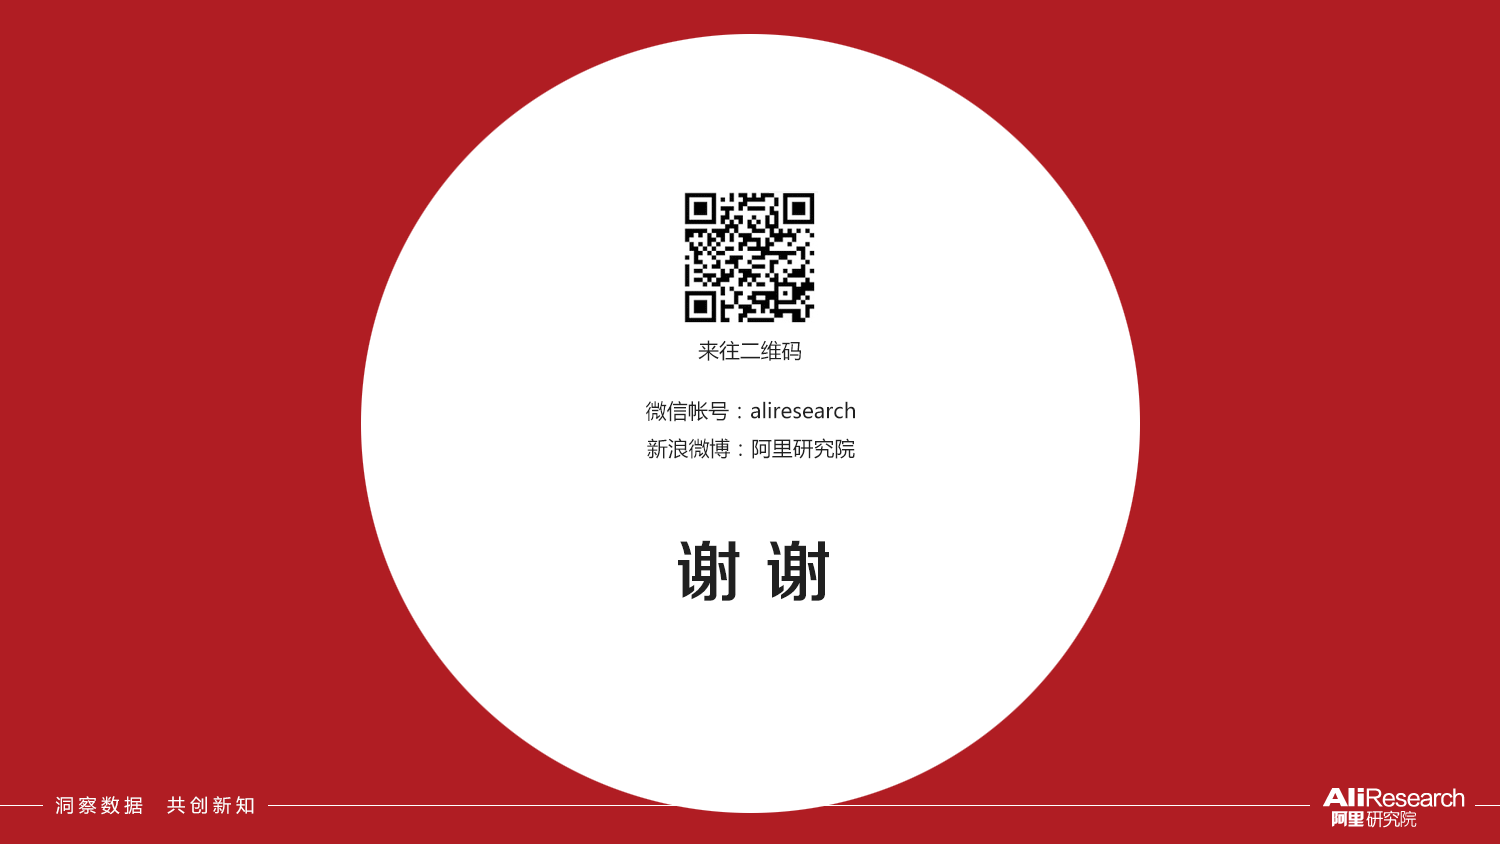 来往二维码
微信帐号：aliresearch
新浪微博：阿里研究院
谢 谢
洞察数据 共创新知
AliResearch
阿里研究院